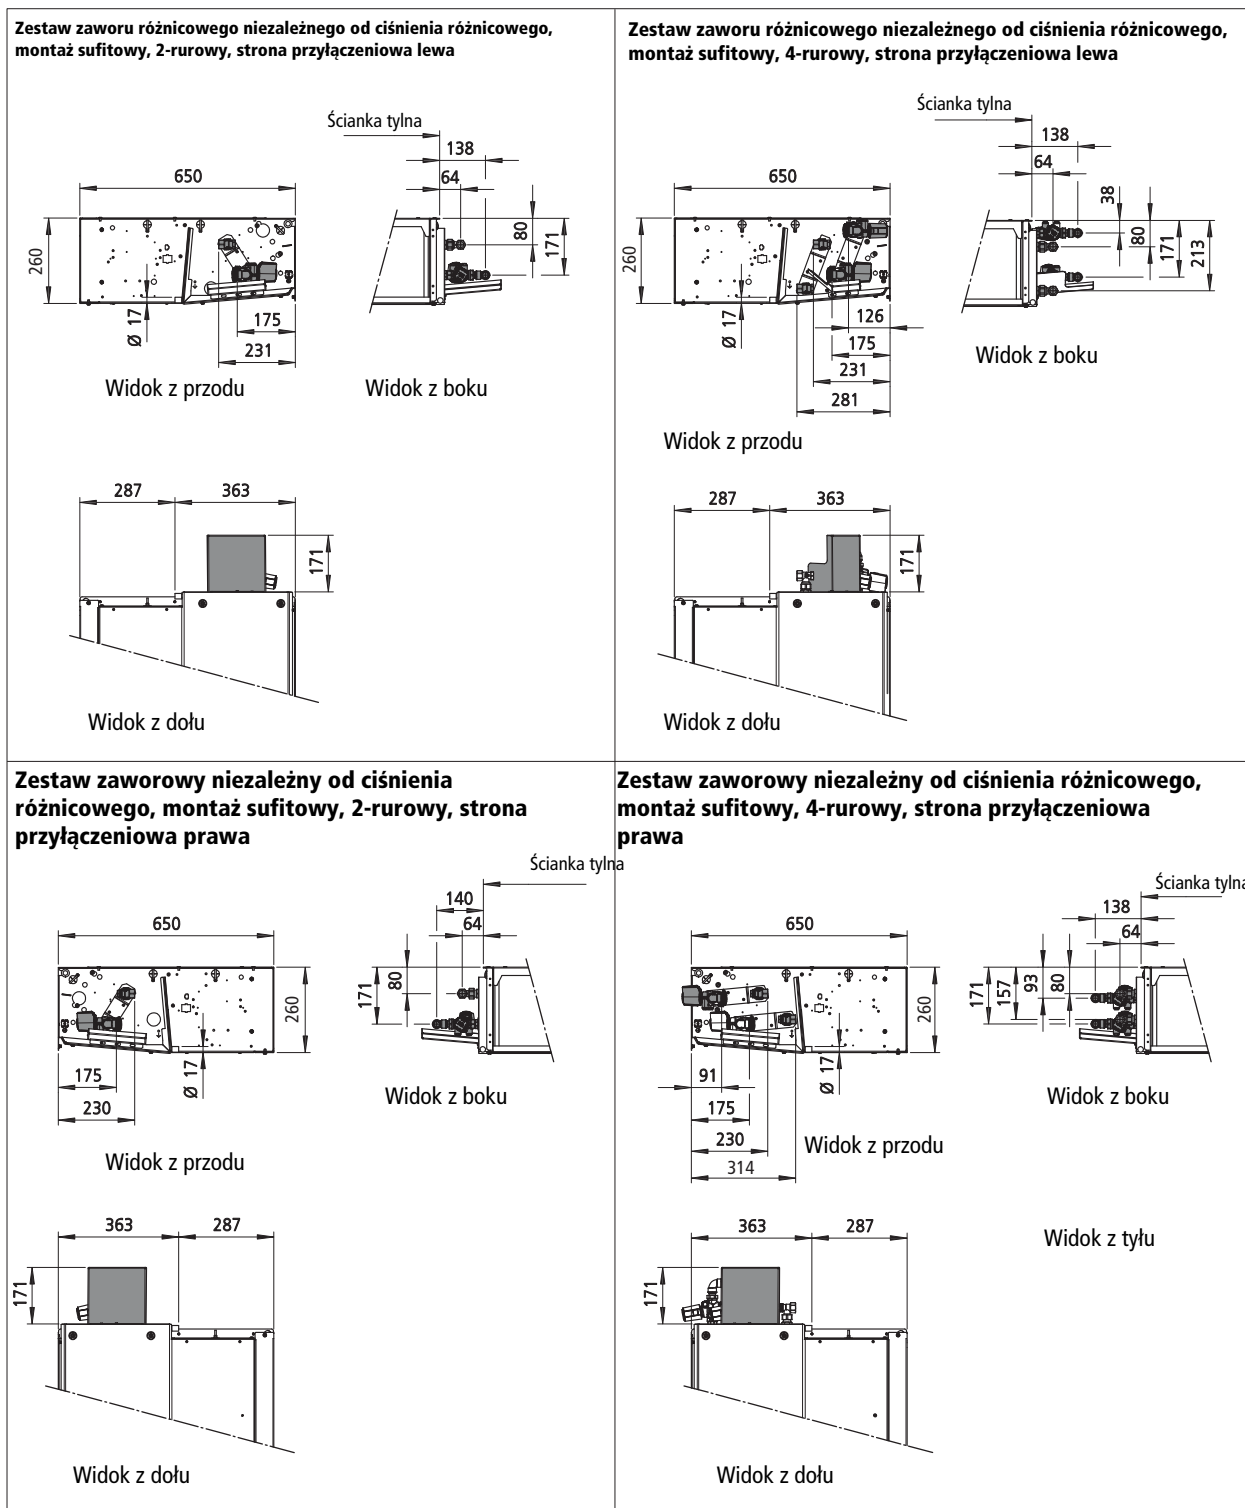 Zestaw zaworu różnicowego niezależnego od ciśnienia różnicowego,
montaż sufitowy, 2-rurowy, strona przyłączeniowa lewa
Ścianka tylna
138
64
650
260
80
171
Ø 17
175
231
Widok z przodu
Widok z boku
287
363
171
Widok z dołu
Zestaw zaworu różnicowego niezależnego od ciśnienia różnicowego,
montaż sufitowy, 4-rurowy, strona przyłączeniowa lewa
Ścianka tylna
138
64
650
38
260
80
171
213
Ø 17
126
175
231
281
Widok z boku
Widok z przodu
287
363
171
Widok z dołu
Zestaw zaworowy niezależny od ciśnienia
różnicowego, montaż sufitowy, 2-rurowy, strona
przyłączeniowa prawa
Ścianka tylna
140
64
650
171
80
260
Ø 17
175
230
Widok z boku
Widok z przodu
363
287
171
Widok z dołu
Zestaw zaworowy niezależny od ciśnienia różnicowego,
montaż sufitowy, 4-rurowy, strona przyłączeniowa
prawa
Ścianka tylna
138
64
650
171
157
93
80
260
Ø 17
91
175
230
314
Widok z boku
Widok z przodu
363
287
Widok z tyłu
171
Widok z dołu